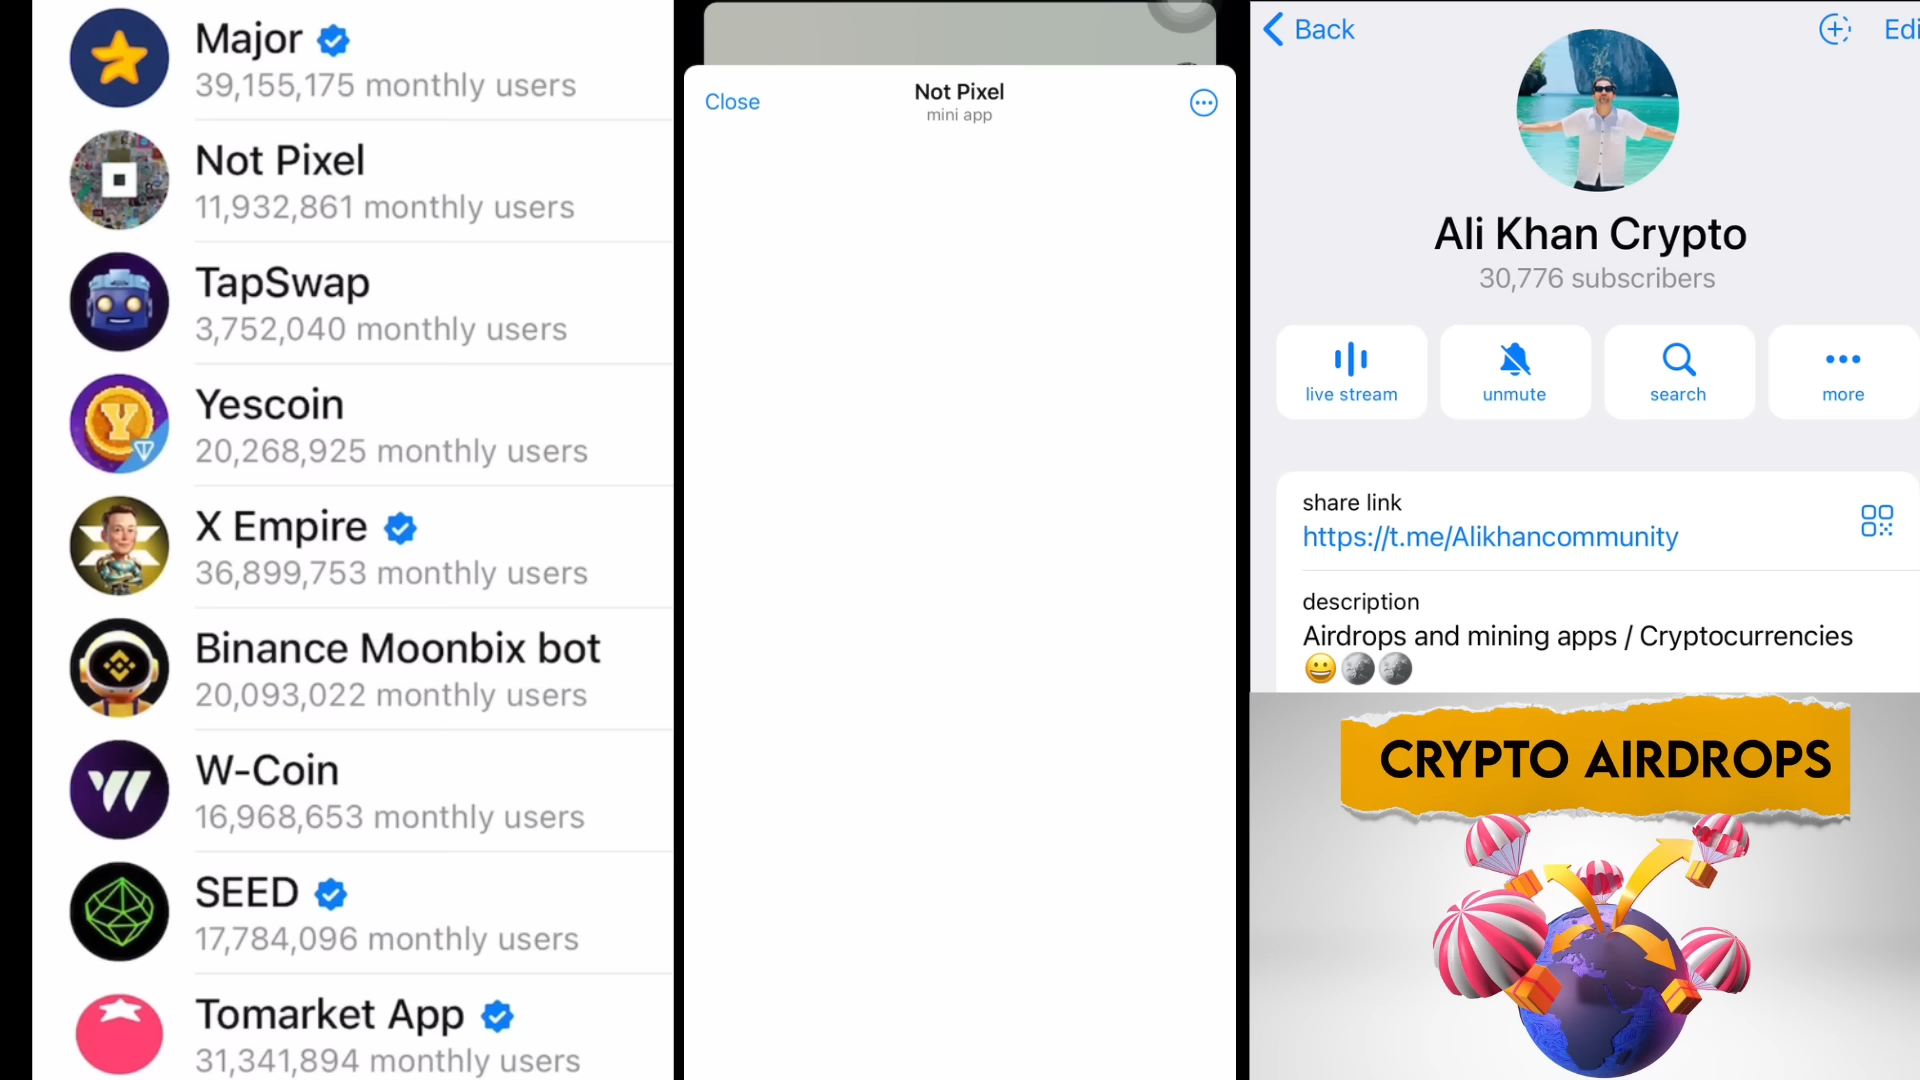 Major
39,155,175 monthly users
Not Pixel
11,932,861 monthly users
TapSwap
3,752,040 monthly users
Yescoin
20,268,925 monthly users
X Empire
36,899,753 monthly users
Binance Moonbix bot
20,093,022 monthly users
W-Coin
16,968,653 monthly users
SEED
17,784,096 monthly users
Tomarket App
31,341,894 monthly users
Close
Not Pixel
mini app
Back
Edi
Ali Khan Crypto
30,776 subscribers
live stream
unmute
search
more
share link
https://t.me/Alikhancommunity
description
Airdrops and mining apps / Cryptocurrencies
😀🌚🌚
CRYPTO AIRDROPS